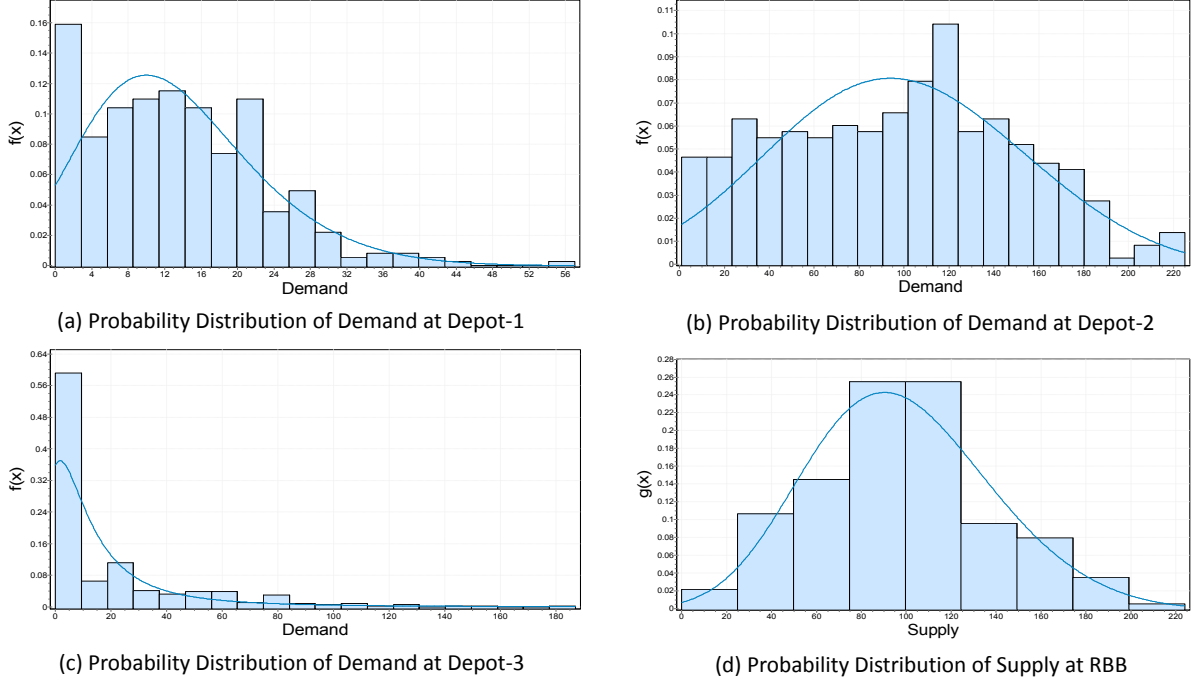 f(x)
0.16
0.14
0.12
0.1
0.08
0.06
0.04
0.02
0
0 4 8 12 16 20 24 28 32 36 40 44 48 52 56
Demand
(a) Probability Distribution of Demand at Depot-1
f(x)
0.11
0.1
0.09
0.08
0.07
0.06
0.05
0.04
0.03
0.02
0.01
0
0 20 40 60 80 100 120 140 160 180 200 220
Demand
(b) Probability Distribution of Demand at Depot-2
f(x)
0.64
0.56
0.48
0.4
0.32
0.24
0.16
0.08
0
0 20 40 60 80 100 120 140 160 180
Demand
(c) Probability Distribution of Demand at Depot-3
g(x)
0.28
0.26
0.24
0.22
0.2
0.18
0.16
0.14
0.12
0.1
0.08
0.06
0.04
0.02
0
0 20 40 60 80 100 120 140 160 180 200 220
Supply
(d) Probability Distribution of Supply at RBB